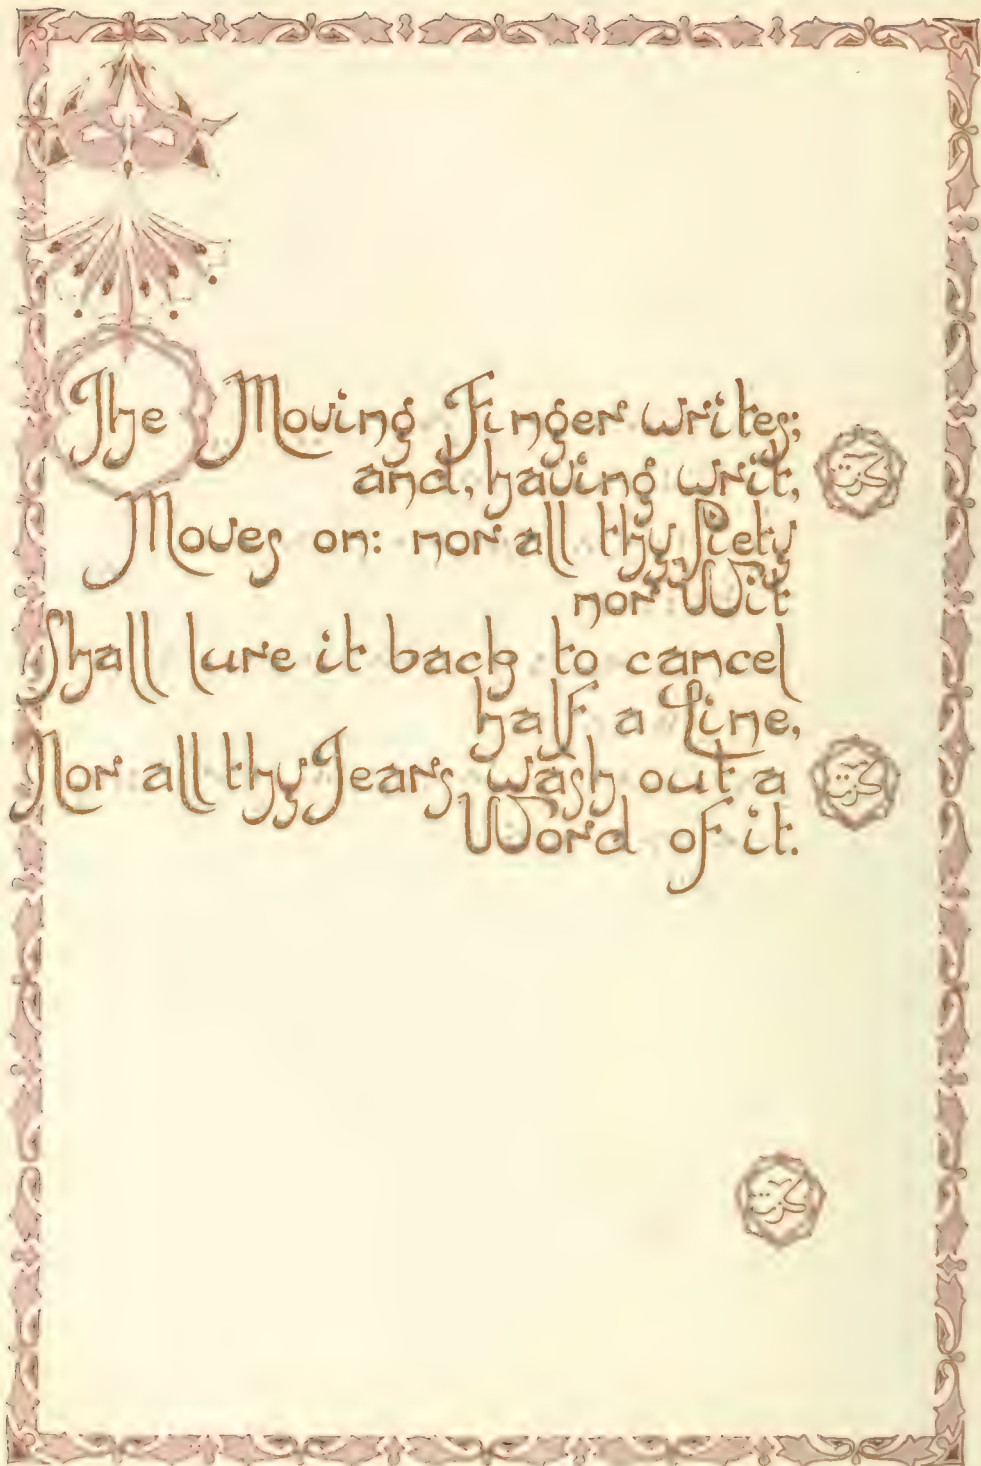 The Moving Finger writes;
and, having writ,
Moves on: nor all thy Piety
nor Wit
Shall lure it back to cancel
half a Line,
Nor all thy Tears wash out a
Word of it.